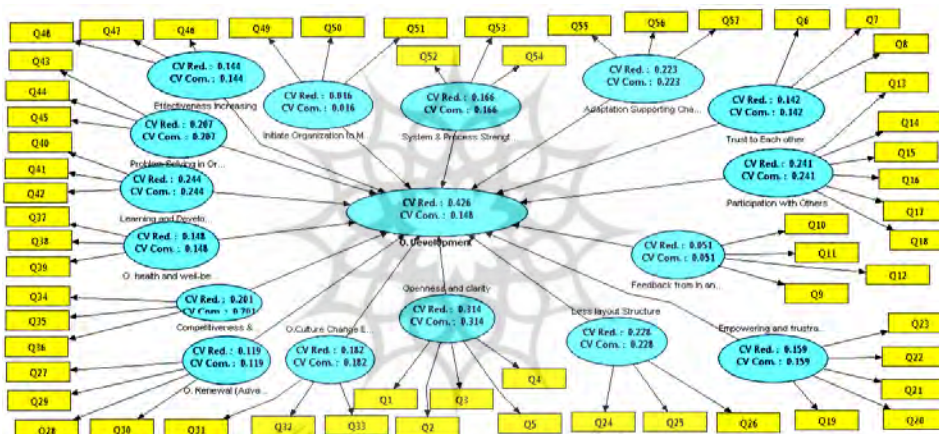 Q48
Q47
Q46
Q49
Q50
Q51
Q53
Q55
Q56
Q57
Q6
Q7
Q8
Q43
Q52
Q54
Q13
CV Red. : 0.144
CV Com. : 0.144
Effectiveness Increasing
CV Red. : 0.016
CV Com. : 0.016
Initiate Organization In M...
CV Red. : 0.166
CV Com. : 0.166
System & Process Strengt...
CV Red. : 0.223
CV Com. : 0.223
Adaptation Supporting Cha...
CV Red. : 0.142
CV Com. : 0.142
Trust to Each other
Q44
Q45
Q40
CV Red. : 0.207
CV Com. : 0.207
Problem Solving in Or...
Q14
Q15
Q16
Q17
Q18
CV Red. : 0.241
CV Com. : 0.241
Participation with Others
Q41
Q42
Q37
CV Red. : 0.244
CV Com. : 0.244
Learning and Develo...
CV Red. : 0.426
CV Com. : 0.148
O. Development
Q38
Q39
CV Red. : 0.148
CV Com. : 0.148
O. health and well-be...
Q10
Q11
Q12
Q9
CV Red. : 0.051
CV Com. : 0.051
Feedback from In an...
Q34
Q35
Q36
CV Red. : 0.201
CV Com. : 0.201
Competitiveness &
O.Culture Change E...
CV Red. : 0.182
CV Com. : 0.182
Openness and clarity
CV Red. : 0.314
CV Com. : 0.314
Less layout Structure
CV Red. : 0.228
CV Com. : 0.228
Empowering and trustra...
CV Red. : 0.159
CV Com. : 0.159
Q23
Q22
Q21
Q20
Q19
Q27
Q29
Q28
Q30
Q31
CV Red. : 0.119
CV Com. : 0.119
O. Renewal (Adva...
Q32
Q33
Q1
Q2
Q3
Q4
Q5
Q24
Q25
Q26